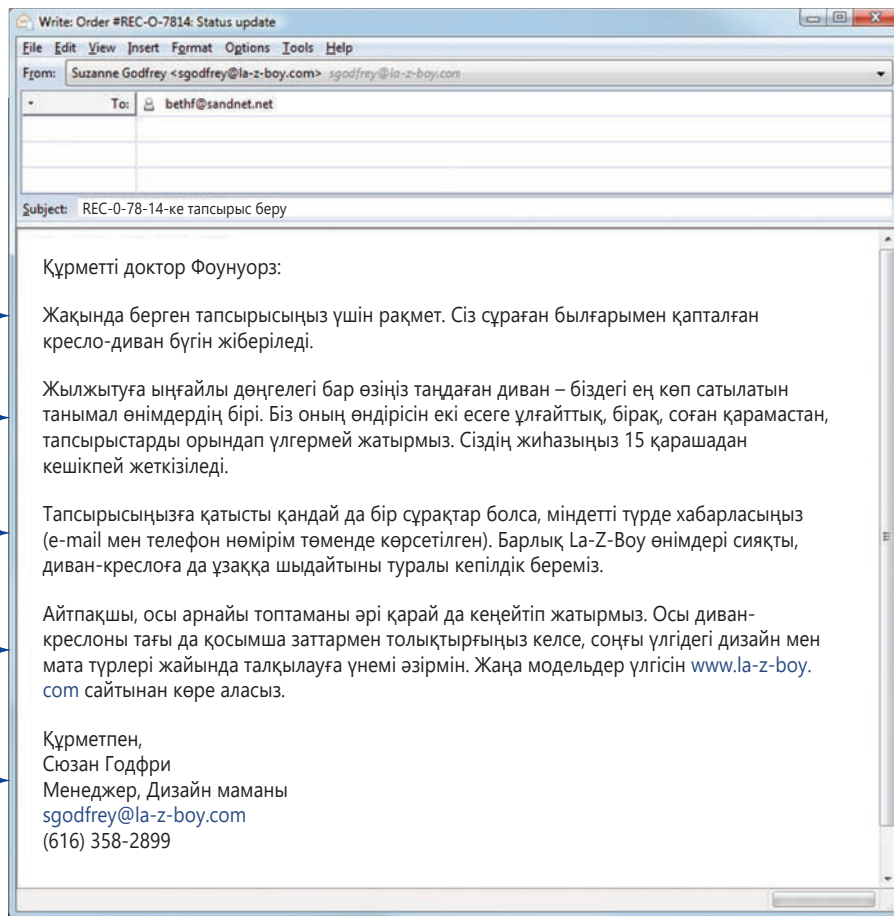 Write: Order #REC-O-7814: Status update
File Edit View Insert Format Options Tools Help
From: Suzanne Godfrey <sgodfrey@la-z-boy.com> sgodfrey@la-z-boy.com
To: bethf@sandnet.net
Subject: REC-0-78-14-ке тапсырыс беру
Құрметті доктор Фоунуорз:
Жақында берген тапсырысыңыз үшін рақмет. Сіз сұраған былғарымен қапталған
кресло-диван бүгін жіберіледі.
Жылжытуға ыңғайлы дөңгелегі бар өзіңіз таңдаған диван – біздегі ең көп сатылатын
танымал өнімдердің бірі. Біз оның өндірісін екі есеге ұлғайттық, бірақ, соған қарамастан,
тапсырыстарды орындап үлгермей жатырмыз. Сіздің жиһазыңыз 15 қарашадан
кешікпей жеткізіледі.
Тапсырысыңызға қатысты қандай да бір сұрақтар болса, міндетті түрде хабарласыңыз
(e-mail мен телефон нөмірім төменде көрсетілген). Барлық La-Z-Boy өнімдері сияқты,
диван-креслоға да ұзаққа шыдайтыны туралы кепілдік береміз.
Айтпақшы, осы арнайы топтаманы әрі қарай да кеңейтіп жатырмыз. Осы диван-
креслоны тағы да қосымша заттармен толықтырғыңыз келсе, соңғы үлгідегі дизайн мен
мата түрлері жайында талқылауға үнемі әзірмін. Жаңа модельдер үлгісін www.la-z-boy.
com сайтынан көре аласыз.
Құрметпен,
Сюзан Годфри
Менеджер, Дизайн маманы
sgodfrey@la-z-boy.com
(616) 358-2899